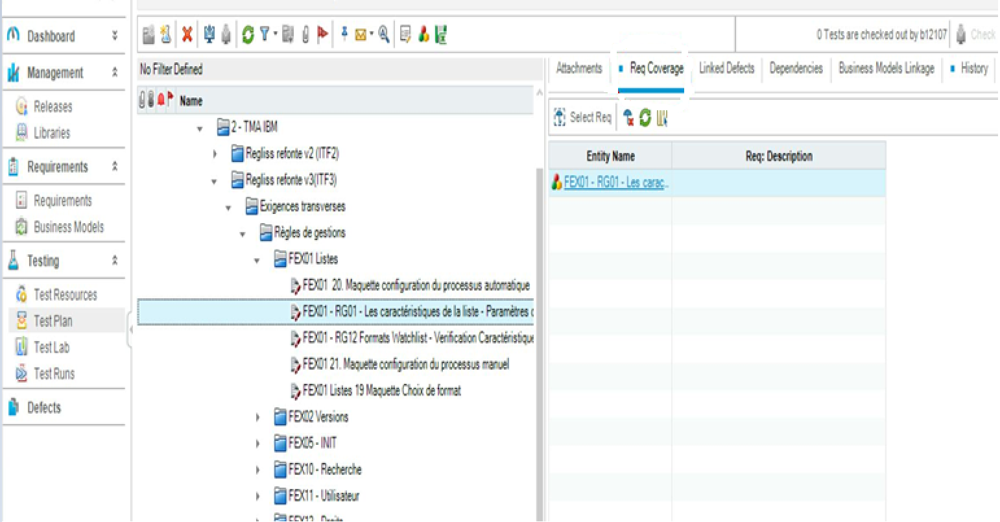 Dashboard
Management
Releases
Libraries
Requirements
Requirements
Business Models
Testing
Test Resources
Test Plan
Test Lab
Test Runs
Defects
0 Tests are checked out by b12107
Check
No Filter Defined
Name
2 - TMA IBM
Regliss refonte v2 (ITF2)
Regliss refonte v3(ITF3)
Exigences transverses
Règles de gestions
FEX01 Listes
FEX01 20. Maquette configuration du processus automatique
FEX01 - RG01 - Les caractéristiques de la liste - Paramètres
FEX01 - RG12 Formats Watchlist - Verification Caractéristique
FEX01 21. Maquette configuration du processus manuel
FEX01 Listes 19 Maquette Choix de format
FEX02 Versions
FEX05 - INIT
FEX10 - Recherche
FEX11 - Utilisateur
FEX12 - Droits
Attachments Req Coverage Linked Defects Dependencies Business Models Linkage History
Select Req
Entity Name Req: Description
FEX01 - RG01 - Les carac...